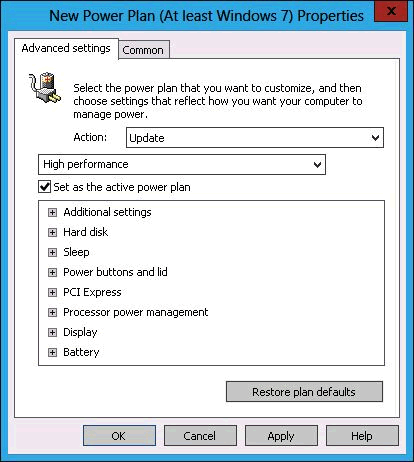 New Power Plan (At least Windows 7) Properties
x
Advanced settings
Common
Select the power plan that you want to customize, and then
choose settings that reflect how you want your computer to
manage power.
Action:
Update
High performance
Set as the active power plan
Additional settings
Hard disk
Sleep
Power buttons and lid
PCI Express
Processor power management
Display
Battery
Restore plan defaults
OK
Cancel
Apply
Help